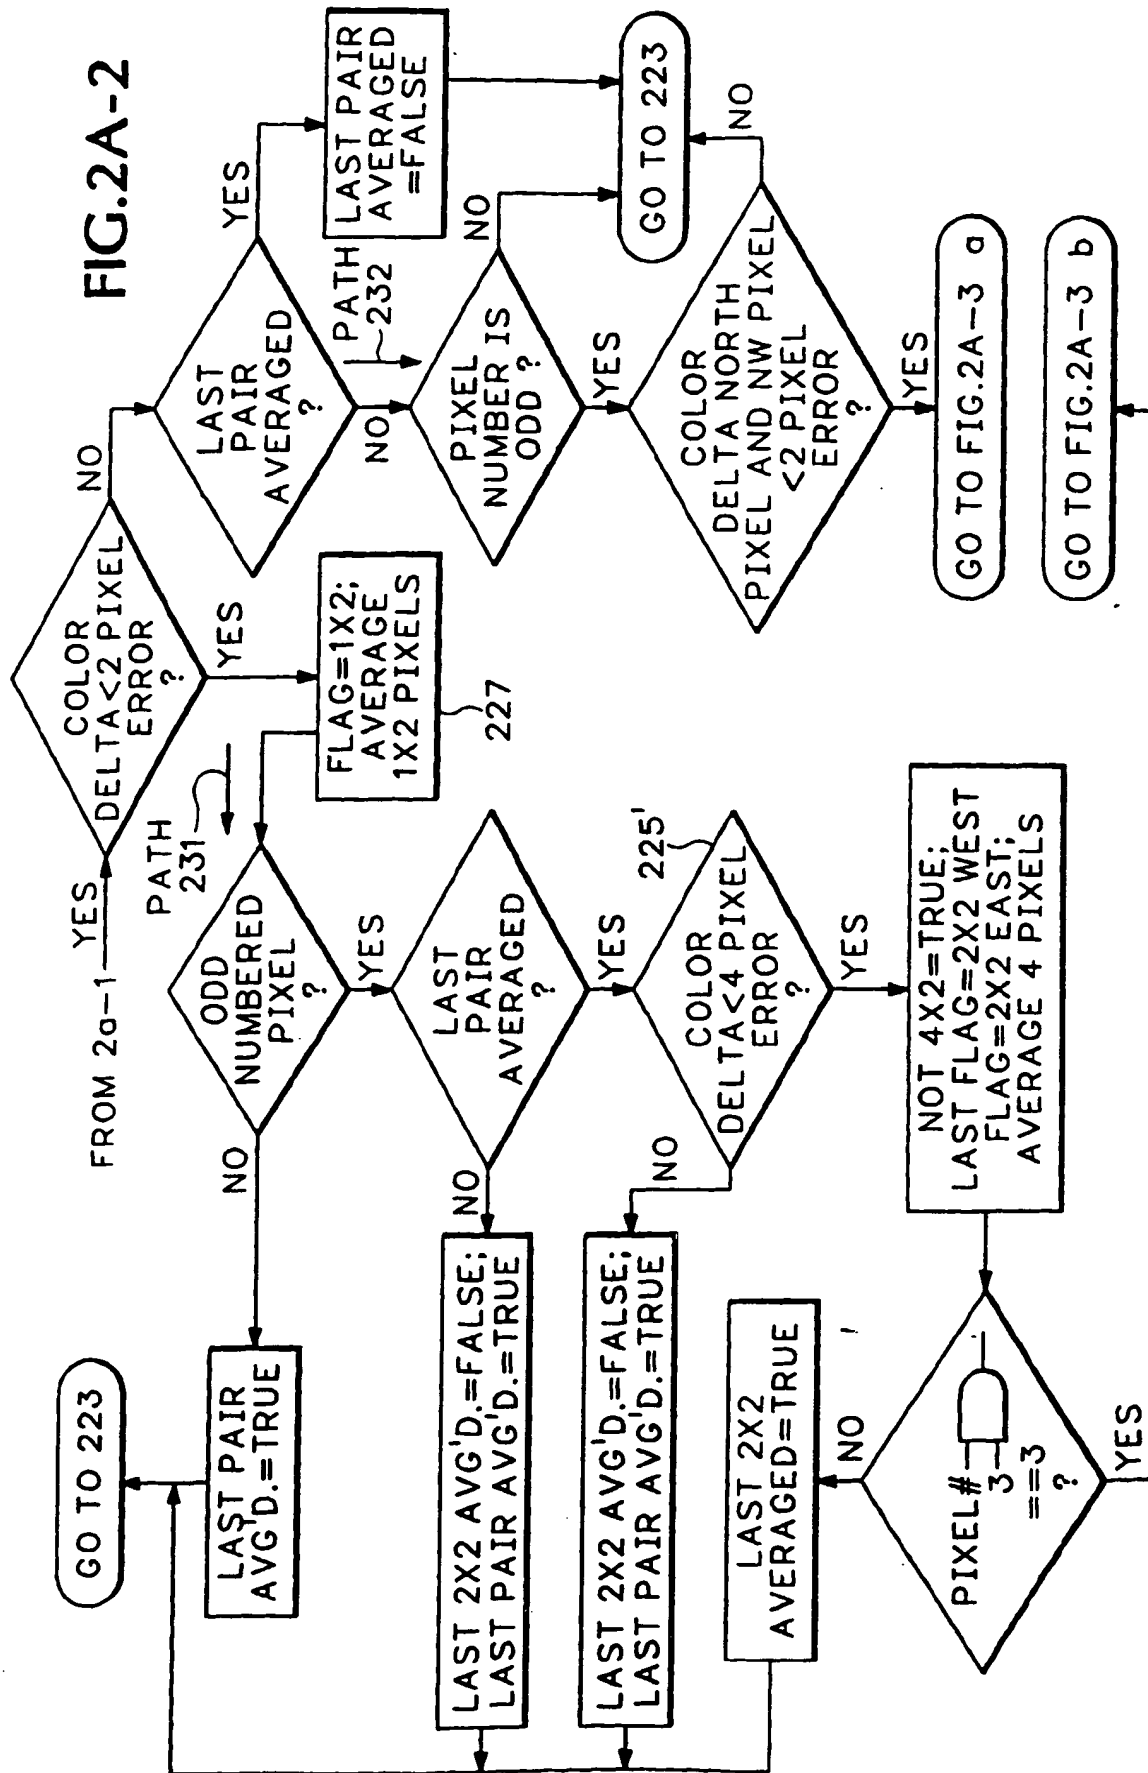 FIG.2A-2
FROM 2a-1
YES
COLOR
DELTA<2 PIXEL
ERROR
?
NO
YES
LAST
PAIR
AVERAGED
?
YES
NO
LAST PAIR
AVERAGED
=FALSE
PATH
232
PIXEL
NUMBER IS
ODD ?
NO
YES
GO TO 223
COLOR
DELTA NORTH
PIXEL AND NW PIXEL
<2 PIXEL
ERROR
?
NO
YES
GO TO FIG.2A-3 a
GO TO FIG.2A-3 b
FLAG=1X2;
AVERAGE
1X2 PIXELS
227
PATH
231
ODD
NUMBERED
PIXEL
?
NO
YES
GO TO 223
LAST PAIR
AVG'D.=TRUE
LAST
PAIR
AVERAGED
?
NO
YES
LAST 2X2 AVG'D.=FALSE;
LAST PAIR AVG'D.=TRUE
225'
COLOR
DELTA<4 PIXEL
ERROR
?
NO
YES
LAST 2X2 AVG'D.=FALSE;
LAST PAIR AVG'D.=TRUE
NOT 4X2=TRUE;
LAST FLAG=2X2 WEST
FLAG=2X2 EAST;
AVERAGE 4 PIXELS
PIXEL#
3
==3
?
NO
YES
LAST 2X2
AVERAGED=TRUE